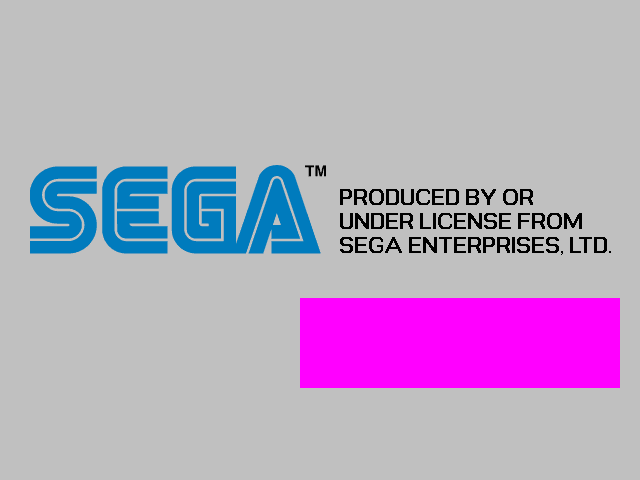 SEGA™
PRODUCED BY OR
UNDER LICENSE FROM
SEGA ENTERPRISES, LTD.